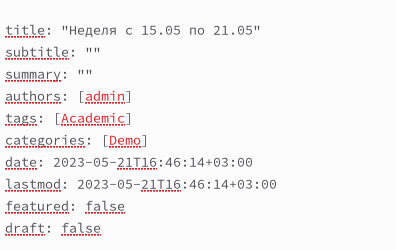 title: "Неделя с 15.05 по 21.05"
subtitle: ""
summary: ""
authors: [admin]
tags: [Academic]
categories: [Demo]
date: 2023-05-21T16:46:14+03:00
lastmod: 2023-05-21T16:46:14+03:00
featured: false
draft: false